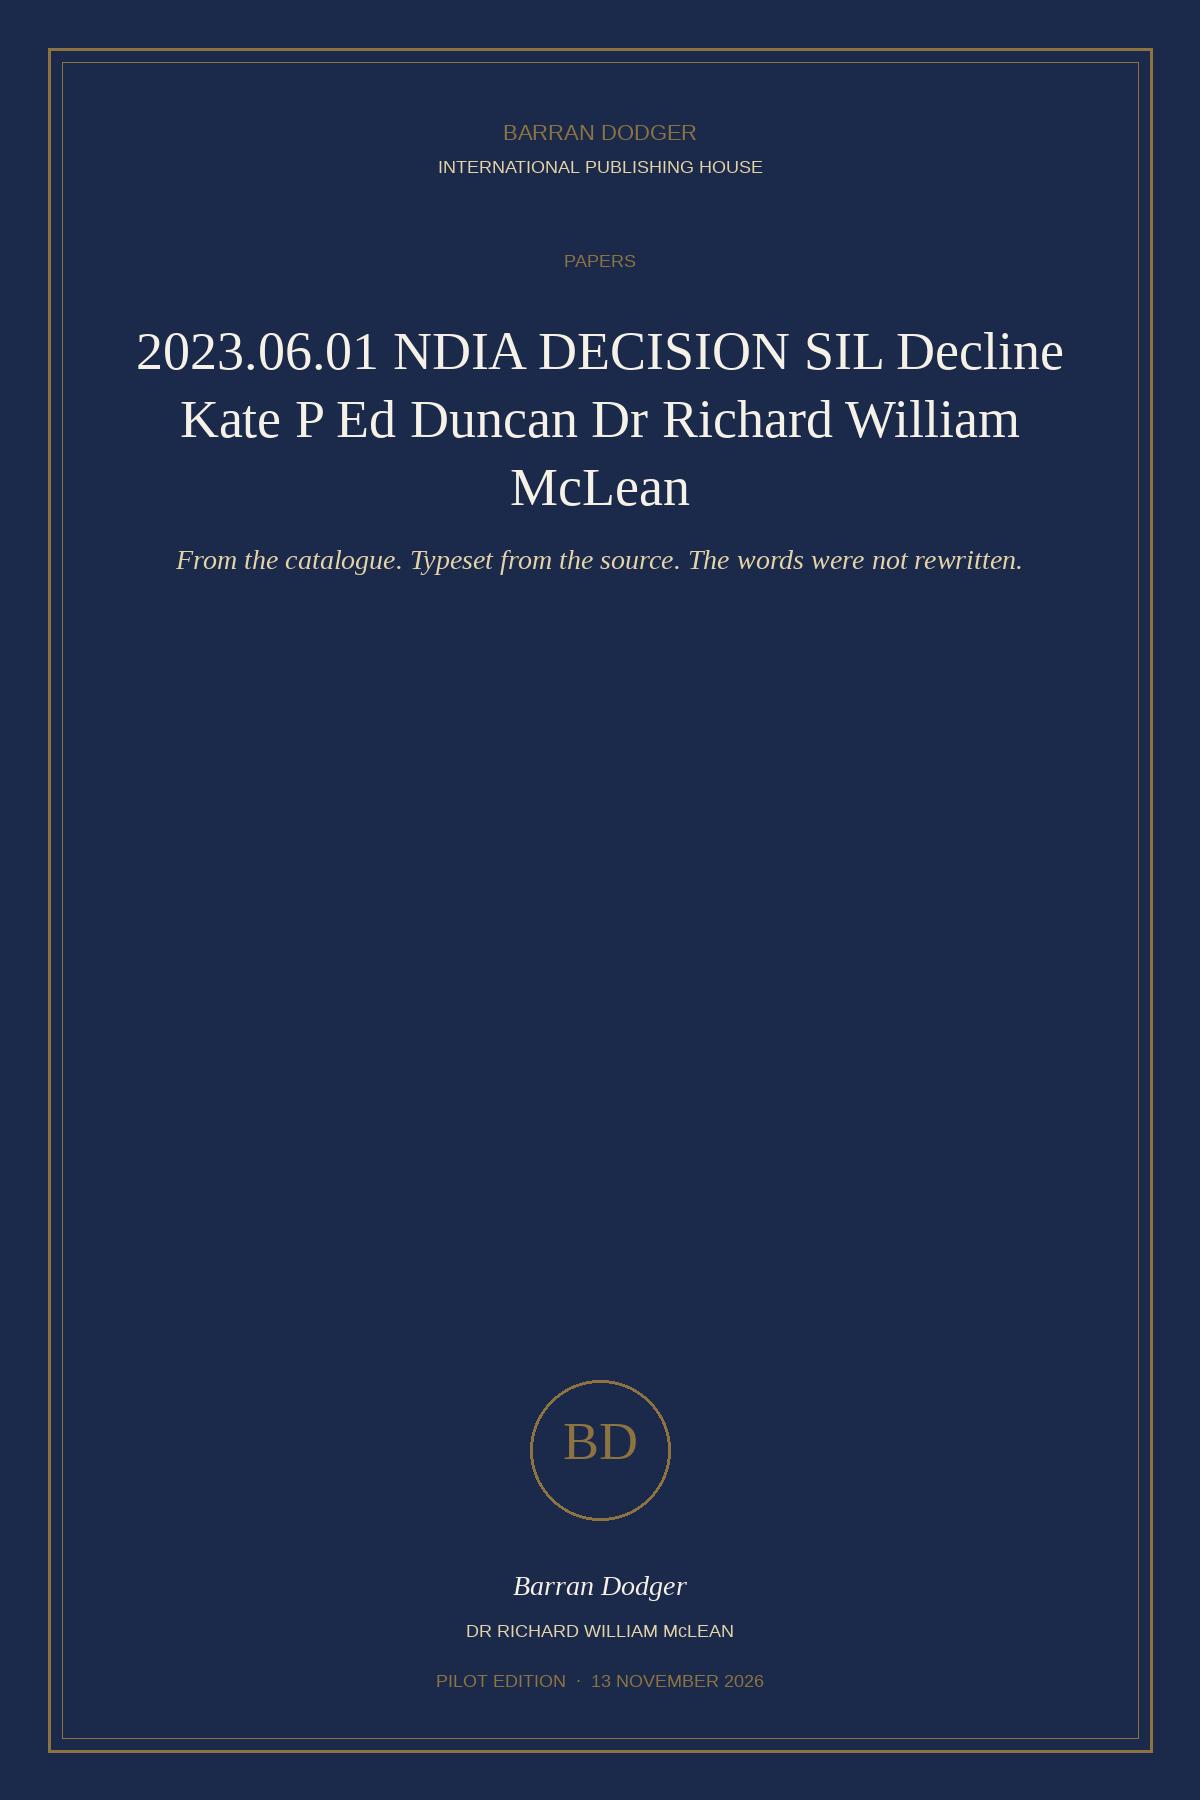 BARRAN DODGER
INTERNATIONAL PUBLISHING HOUSE
PAPERS
2023.06.01 NDIA DECISION SIL Decline
Kate P Ed Duncan Dr Richard William
McLean
From the catalogue. Typeset from the source. The words were not rewritten.
BD
Barran Dodger
DR RICHARD WILLIAM McLEAN
PILOT EDITION · 13 NOVEMBER 2026